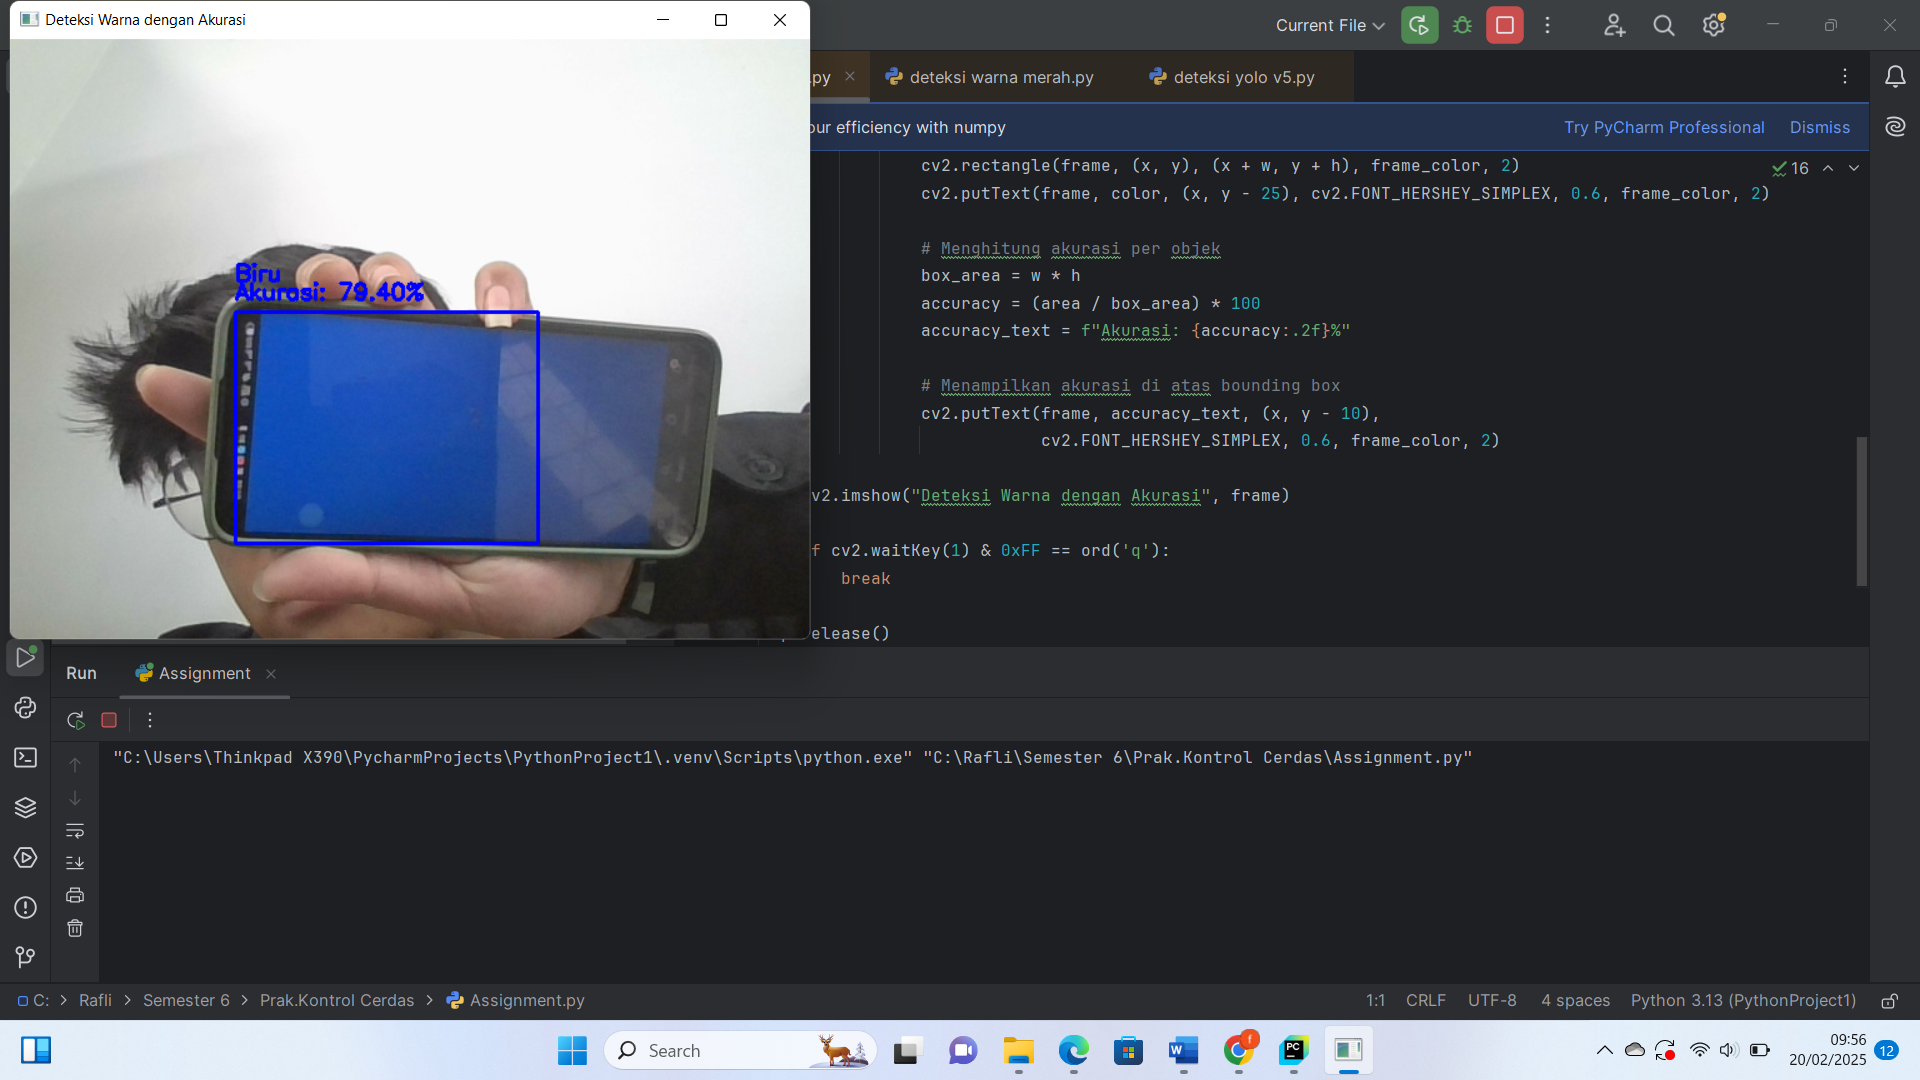 Deteksi Warna dengan Akurasi
Biru
Akurasi: 79.40%
Current File
.py
deteksi warna merah.py
deteksi yolo v5.py
our efficiency with numpy
Try PyCharm Professional
Dismiss
16
cv2.rectangle(frame, (x, y), (x + w, y + h), frame_color, 2)
cv2.putText(frame, color, (x, y - 25), cv2.FONT_HERSHEY_SIMPLEX, 0.6, frame_color, 2)
# Menghitung akurasi per objek
box_area = w * h
accuracy = (area / box_area) * 100
accuracy_text = f"Akurasi: {accuracy:.2f}%"
# Menampilkan akurasi di atas bounding box
cv2.putText(frame, accuracy_text, (x, y - 10),
cv2.FONT_HERSHEY_SIMPLEX, 0.6, frame_color, 2)
v2.imshow("Deteksi Warna dengan Akurasi", frame)
f cv2.waitKey(1) & 0xFF == ord('q'):
break
elease()
Run
Assignment
"C:\Users\Thinkpad X390\PycharmProjects\PythonProject1\.venv\Scripts\python.exe" "C:\Rafli\Semester 6\Prak.Kontrol Cerdas\Assignment.py"
C: > Rafli > Semester 6 > Prak.Kontrol Cerdas > Assignment.py
1:1 CRLF UTF-8 4 spaces Python 3.13 (PythonProject1)
Search
09:56
20/02/2025
12